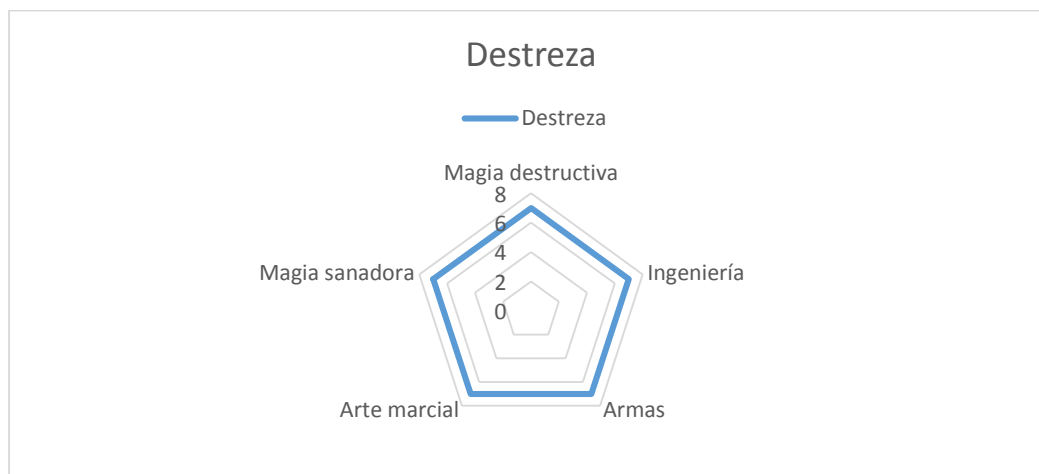 Destreza
Destreza
Magia destructiva
8
6
4
2
0
Magia sanadora
Ingeniería
Arte marcial
Armas